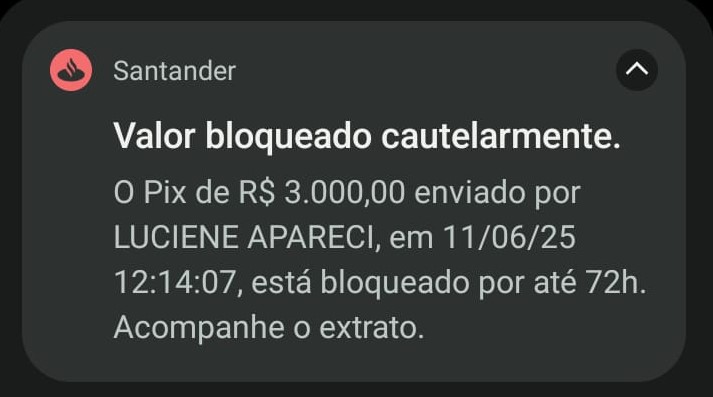 Santander
Valor bloqueado cautelarmente.
O Pix de R$ 3.000,00 enviado por
LUCIENE APARECI, em 11/06/25
12:14:07, está bloqueado por até 72h.
Acompanhe o extrato.